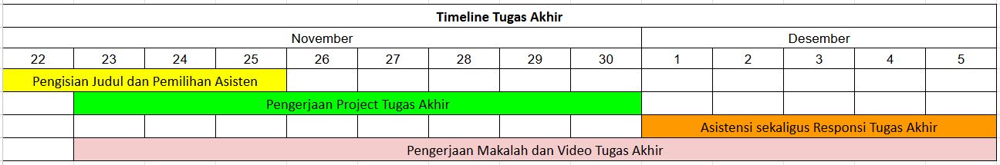 Timeline Tugas Akhir
November Desember
22 23 24 25 26 27 28 29 30 1 2 3 4 5
Pengisian Judul dan Pemilihan Asisten
Pengerjaan Project Tugas Akhir
Asistensi sekaligus Responsi Tugas Akhir
Pengerjaan Makalah dan Video Tugas Akhir